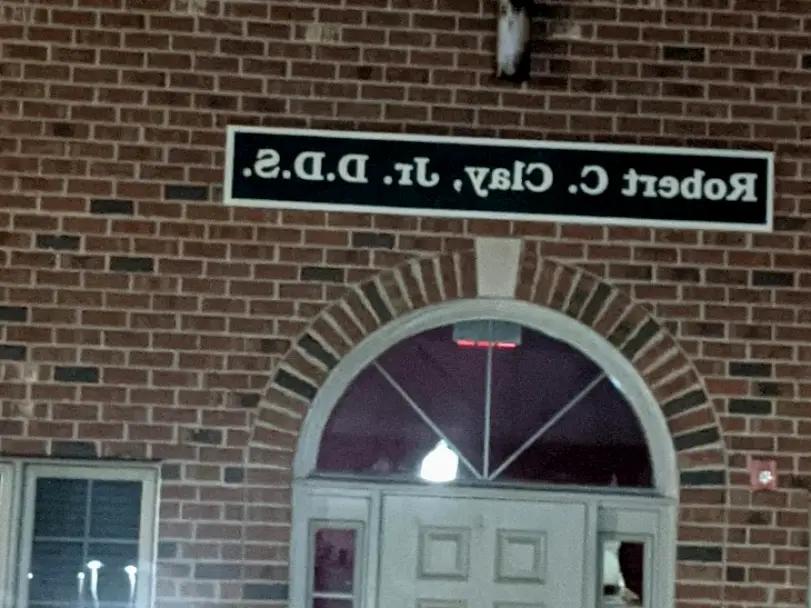 Robert C. Clay, Jr. D.D.S.